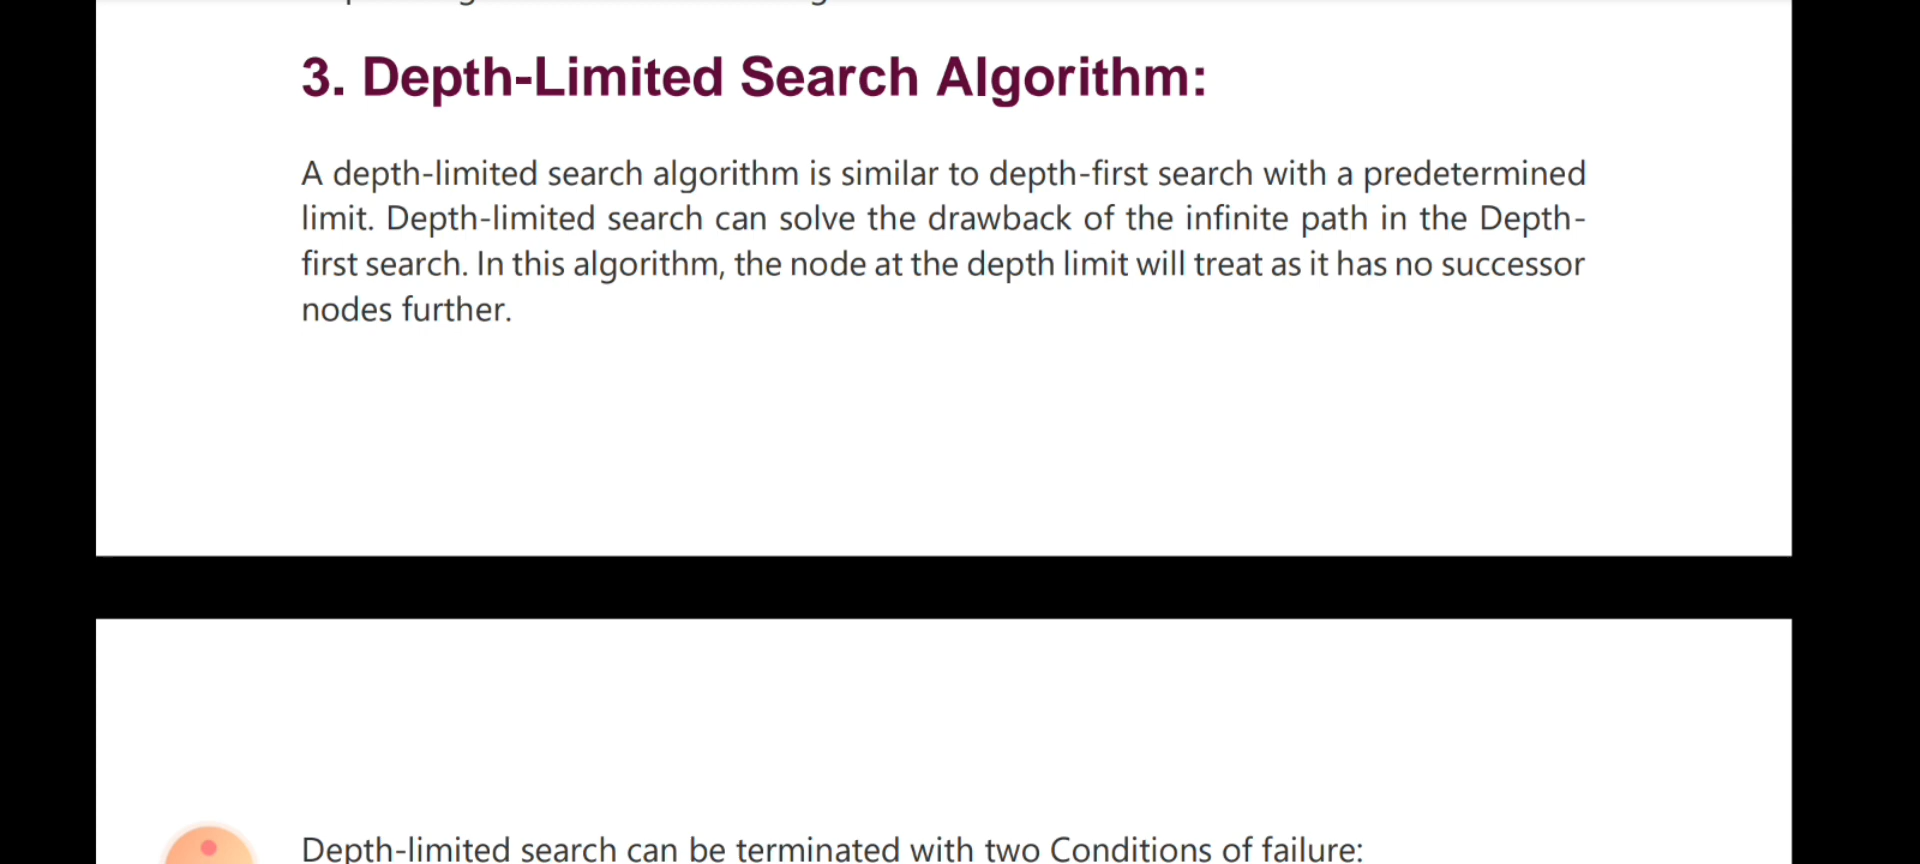 3. Depth-Limited Search Algorithm:
A depth-limited search algorithm is similar to depth-first search with a predetermined
limit. Depth-limited search can solve the drawback of the infinite path in the Depth-
first search. In this algorithm, the node at the depth limit will treat as it has no successor
nodes further.
Depth-limited search can be terminated with two Conditions of failure: